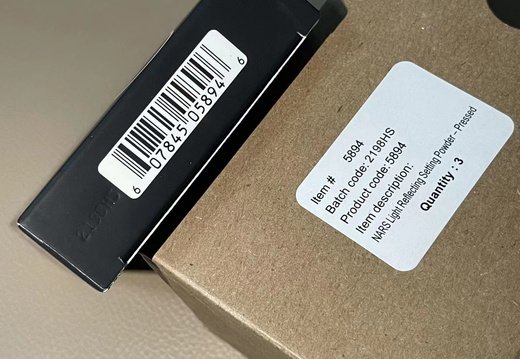 6 07845 05894 6
Item # 5894
Batch code: 2198HS
Product code: 5894
Item description:
NARS Light Reflecting Setting Powder – Pressed
Quantity : 3